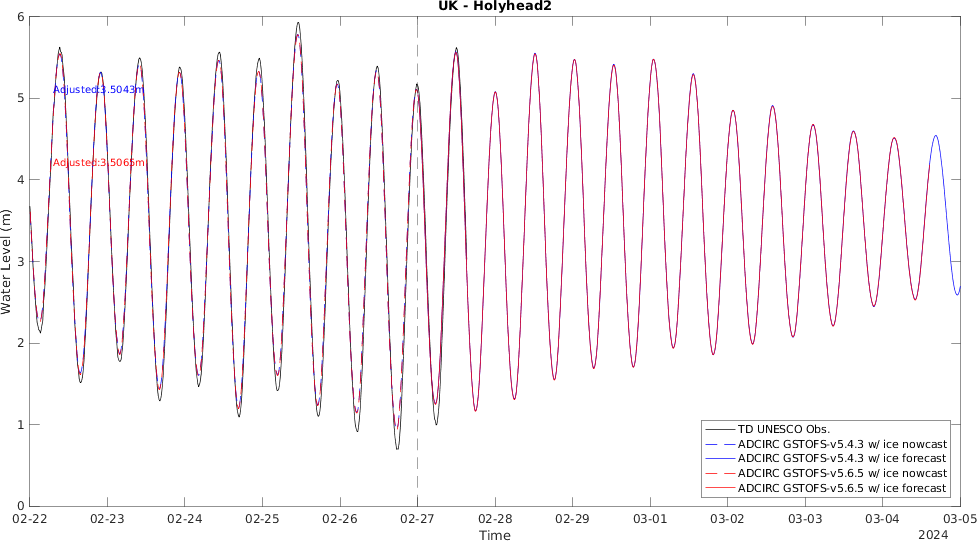 UK - Holyhead2
6
5
4
3
2
1
0
Water Level (m)
Adjusted:3.5043m
Adjusted:3.5065m
TD UNESCO Obs.
ADCIRC GSTOFS-v5.4.3 w/ ice nowcast
ADCIRC GSTOFS-v5.4.3 w/ ice forecast
ADCIRC GSTOFS-v5.6.5 w/ ice nowcast
ADCIRC GSTOFS-v5.6.5 w/ ice forecast
02-22 02-23 02-24 02-25 02-26 02-27 02-28 02-29 03-01 03-02 03-03 03-04 03-05
Time
2024